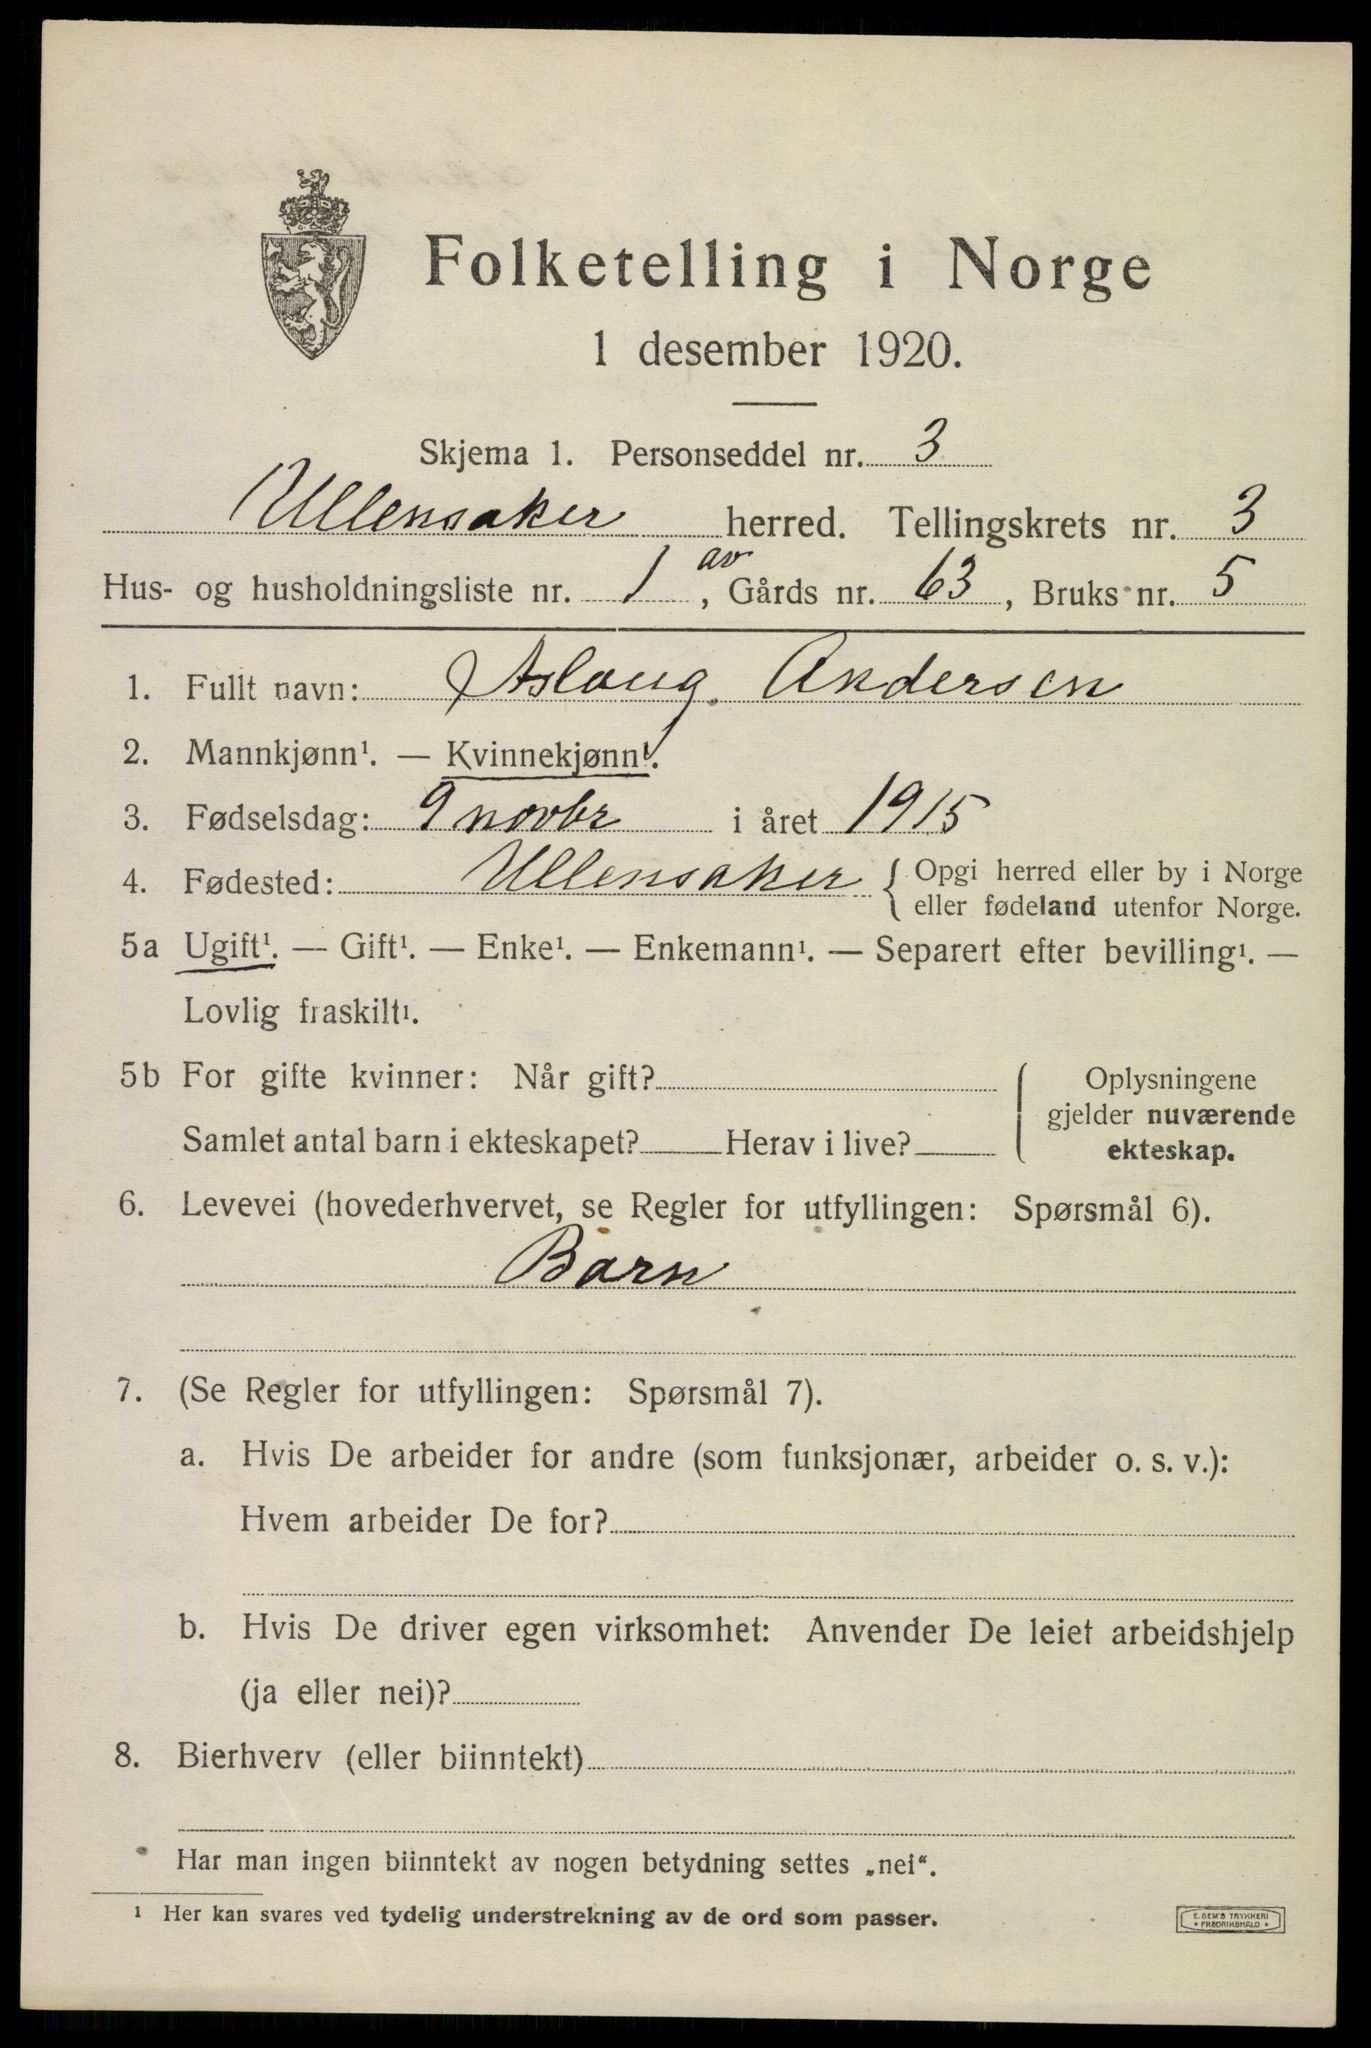 Folketelling i Norge
1 desember 1920.
Skjema 1. Personseddel nr. 3
Ullensaker herred. Tellingskrets nr. 3
Hus- og husholdningsliste nr. 1 av, Gårds nr. 63, Bruks nr. 5
1. Fullt navn: Aslaug Andersen
2. Mannkjønn¹. — Kvinnekjønn¹.
3. Fødselsdag: 9 novbr i året 1915
4. Fødested: Ullensaker { Opgi herred eller by i Norge
eller fødeland utenfor Norge.
5a Ugift¹. — Gift¹. — Enke¹. — Enkemann¹. — Separert efter bevilling¹. —
Lovlig fraskilt¹.
5b For gifte kvinner: Når gift?
Samlet antal barn i ekteskapet? Herav i live?
Oplysningene
gjelder nuværende
ekteskap.
6. Levevei (hovederhvervet, se Regler for utfyllingen: Spørsmål 6).
Barn
7. (Se Regler for utfyllingen: Spørsmål 7).
a. Hvis De arbeider for andre (som funksjonær, arbeider o. s. v.):
Hvem arbeider De for?
b. Hvis De driver egen virksomhet: Anvender De leiet arbeidshjelp
(ja eller nei)?
8. Bierhverv (eller biinntekt)
Har man ingen biinntekt av nogen betydning settes „nei“.
¹ Her kan svares ved tydelig understrekning av de ord som passer.
E. SEM'S TRYKKERI
• FREDRIKSHALD •